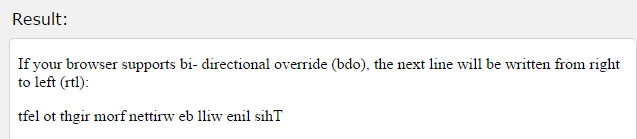 Result:
If your browser supports bi- directional override (bdo), the next line will be written from right
to left (rtl):
tfel ot thgir morf nettirw eb lliw enil sihT